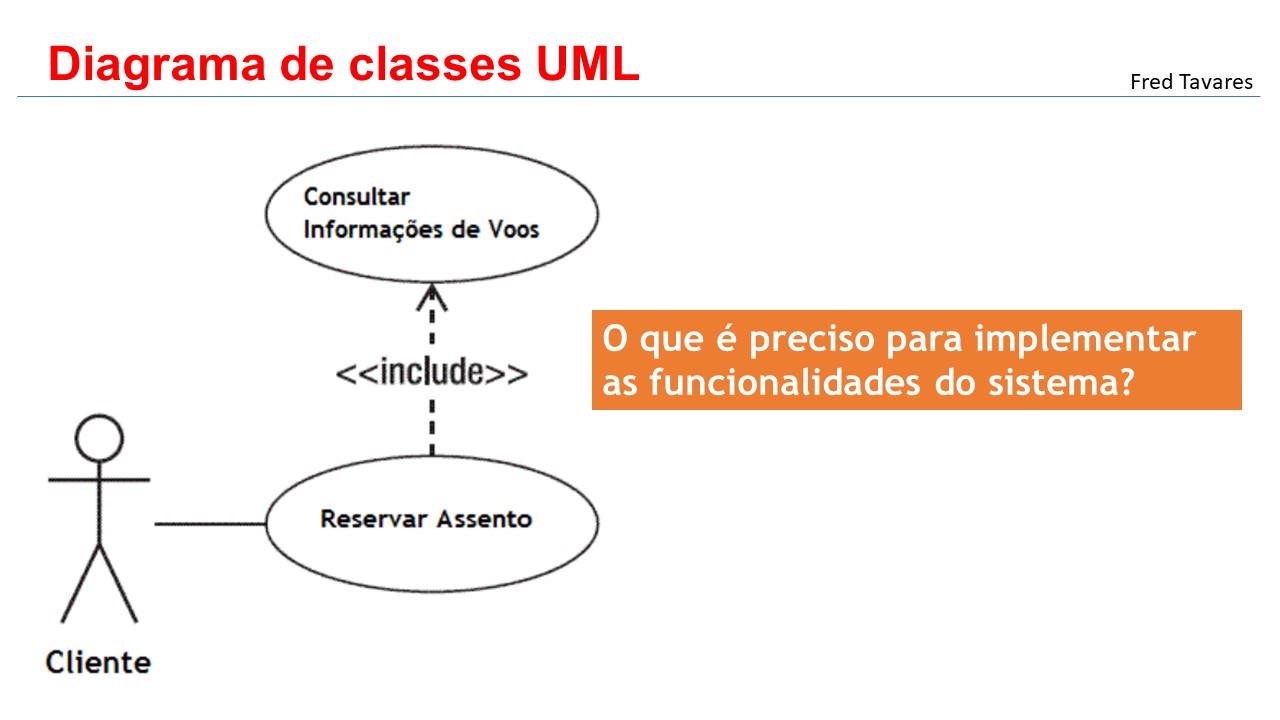 Diagrama de classes UML
Fred Tavares
Consultar
Informações de Voos
<<include>>
O que é preciso para implementar
as funcionalidades do sistema?
Reservar Assento
Cliente